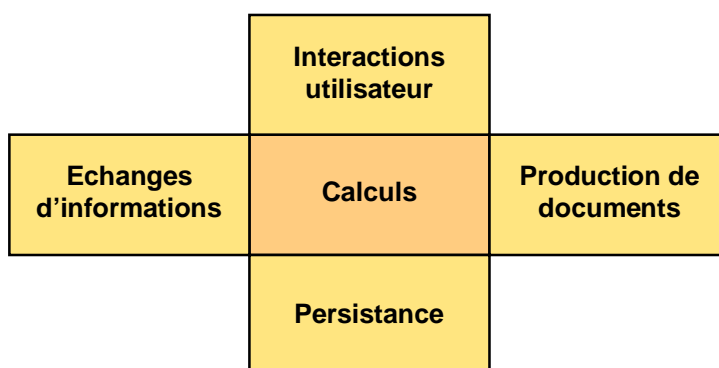 Interactions
utilisateur
Echanges
d’informations
Calculs
Production de
documents
Persistance